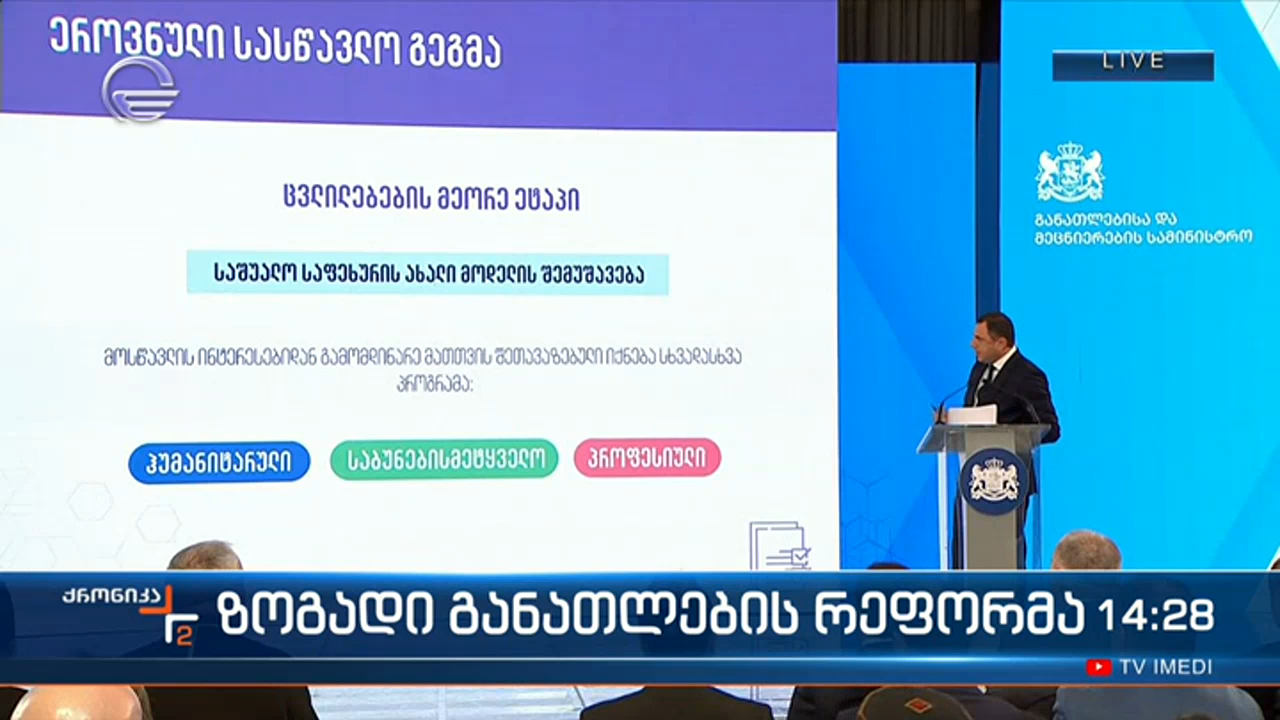 ეროვნული სასწავლო გეგმა
LIVE
ცვლილებების მეორე ეტაპი
საშუალო საფეხურის ახალი მოდელის შემუშავება
მოსწავლის ინტერესებიდან გამომდინარე მათთვის შეთავაზებული იქნება სხვადასხვა
პროგრამა:
ჰუმანიტარული
საბუნებისმეტყველო
პროფესიული
განათლებისა და
მეცნიერების სამინისტრო
ქრონიკა
2
ზოგადი განათლების რეფორმა 14:28
TV IMEDI